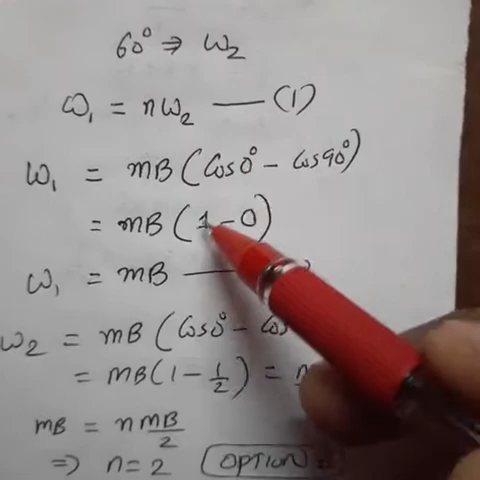 60° ⇒ W₂
W₁ = nW₂ —— (1)
W₁ = mB (Cos0° - Cos90°)
= mB (1 - 0)
W₁ = mB ——
W₂ = mB (Cos0° -
= MB(1 - 1/2) =
mB = n mB/2
⇒ n = 2 (OPTION